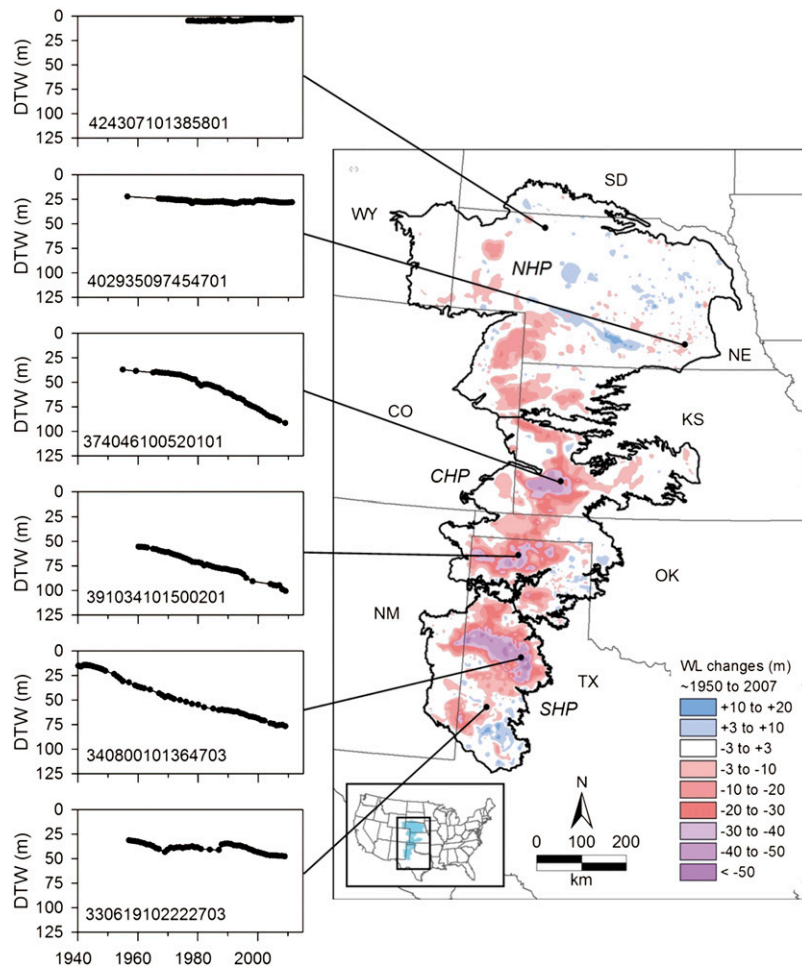 0
25
50
75
100
125
DTW (m)
424307101385801
1940 1960 1980 2000
0
25
50
75
100
125
DTW (m)
402935097454701
0
25
50
75
100
125
DTW (m)
374046100520101
0
25
50
75
100
125
DTW (m)
391034101500201
0
25
50
75
100
125
DTW (m)
340800101364703
0
25
50
75
100
125
DTW (m)
330619102222703
1940 1960 1980 2000
SD
WY
NHP
NE
CO
KS
CHP
OK
NM
TX
SHP
WL changes (m)
~1950 to 2007
+10 to +20
+3 to +10
-3 to +3
-3 to -10
-10 to -20
-20 to -30
-30 to -40
-40 to -50
< -50
N
0 100 200
km